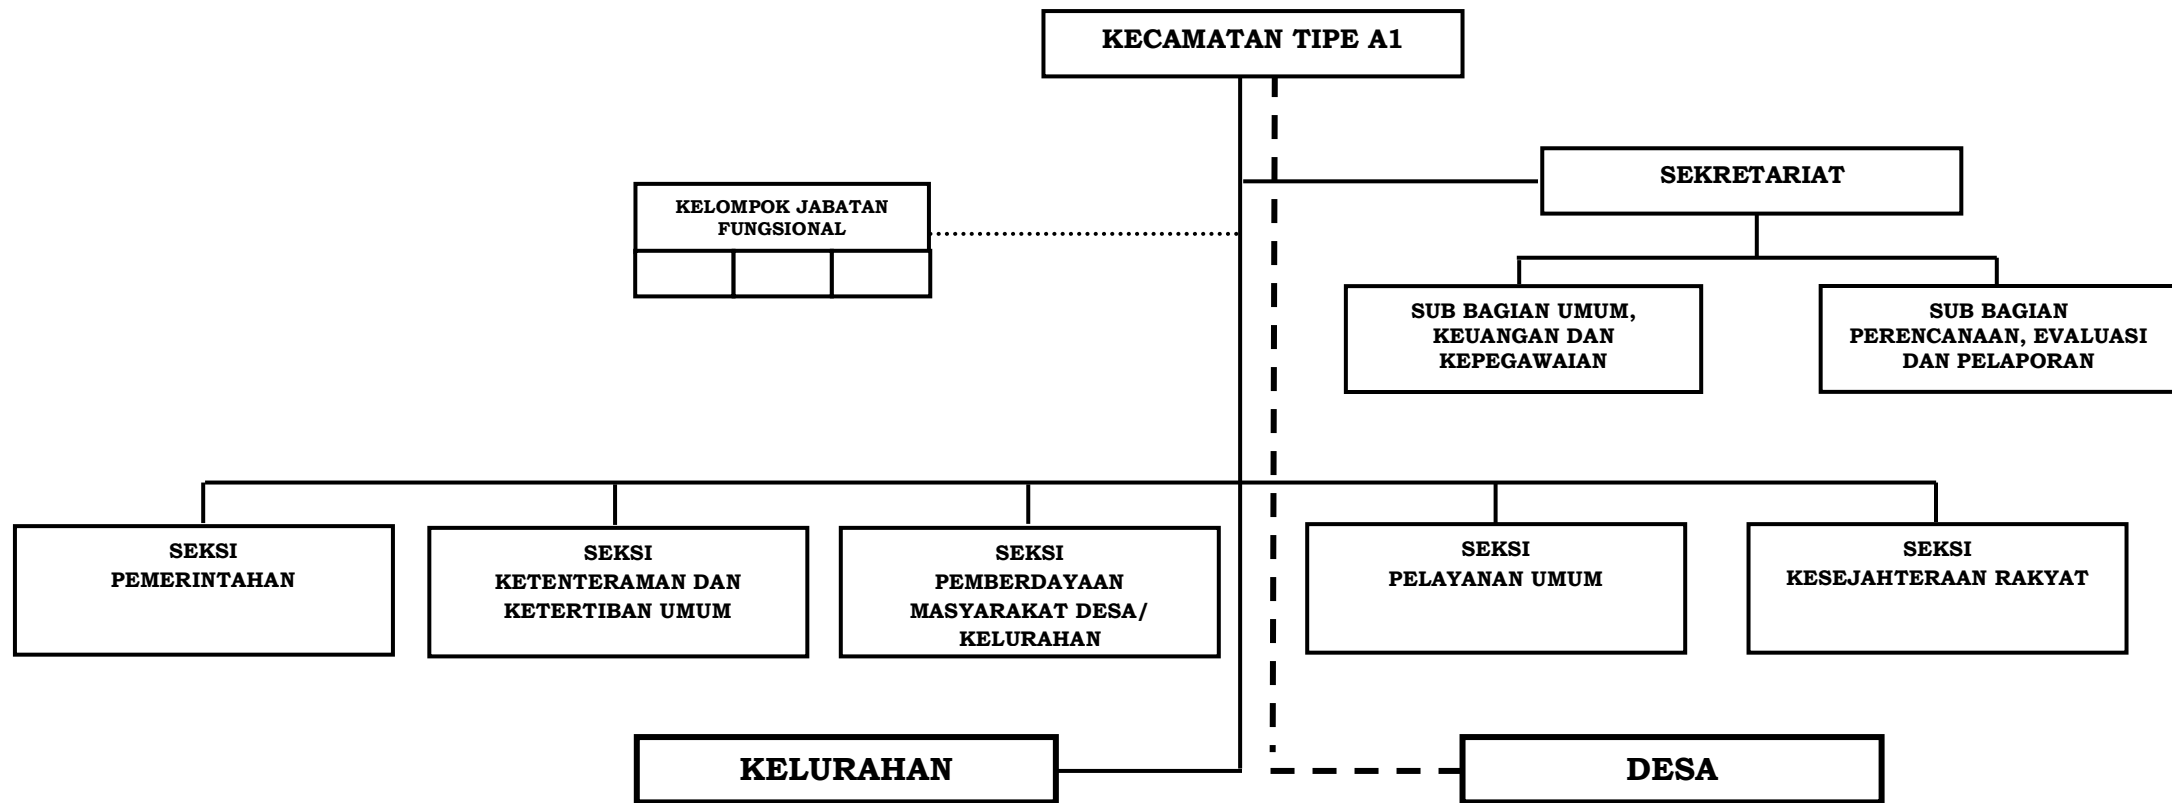 KECAMATAN TIPE A1
SEKRETARIAT
KELOMPOK JABATAN
FUNGSIONAL
SUB BAGIAN UMUM,
KEUANGAN DAN
KEPEGAWAIAN
SUB BAGIAN
PERENCANAAN, EVALUASI
DAN PELAPORAN
SEKSI
PEMERINTAHAN
SEKSI
KETENTERAMAN DAN
KETERTIBAN UMUM
SEKSI
PEMBERDAYAAN
MASYARAKAT DESA/
KELURAHAN
SEKSI
PELAYANAN UMUM
SEKSI
KESEJAHTERAAN RAKYAT
KELURAHAN
DESA